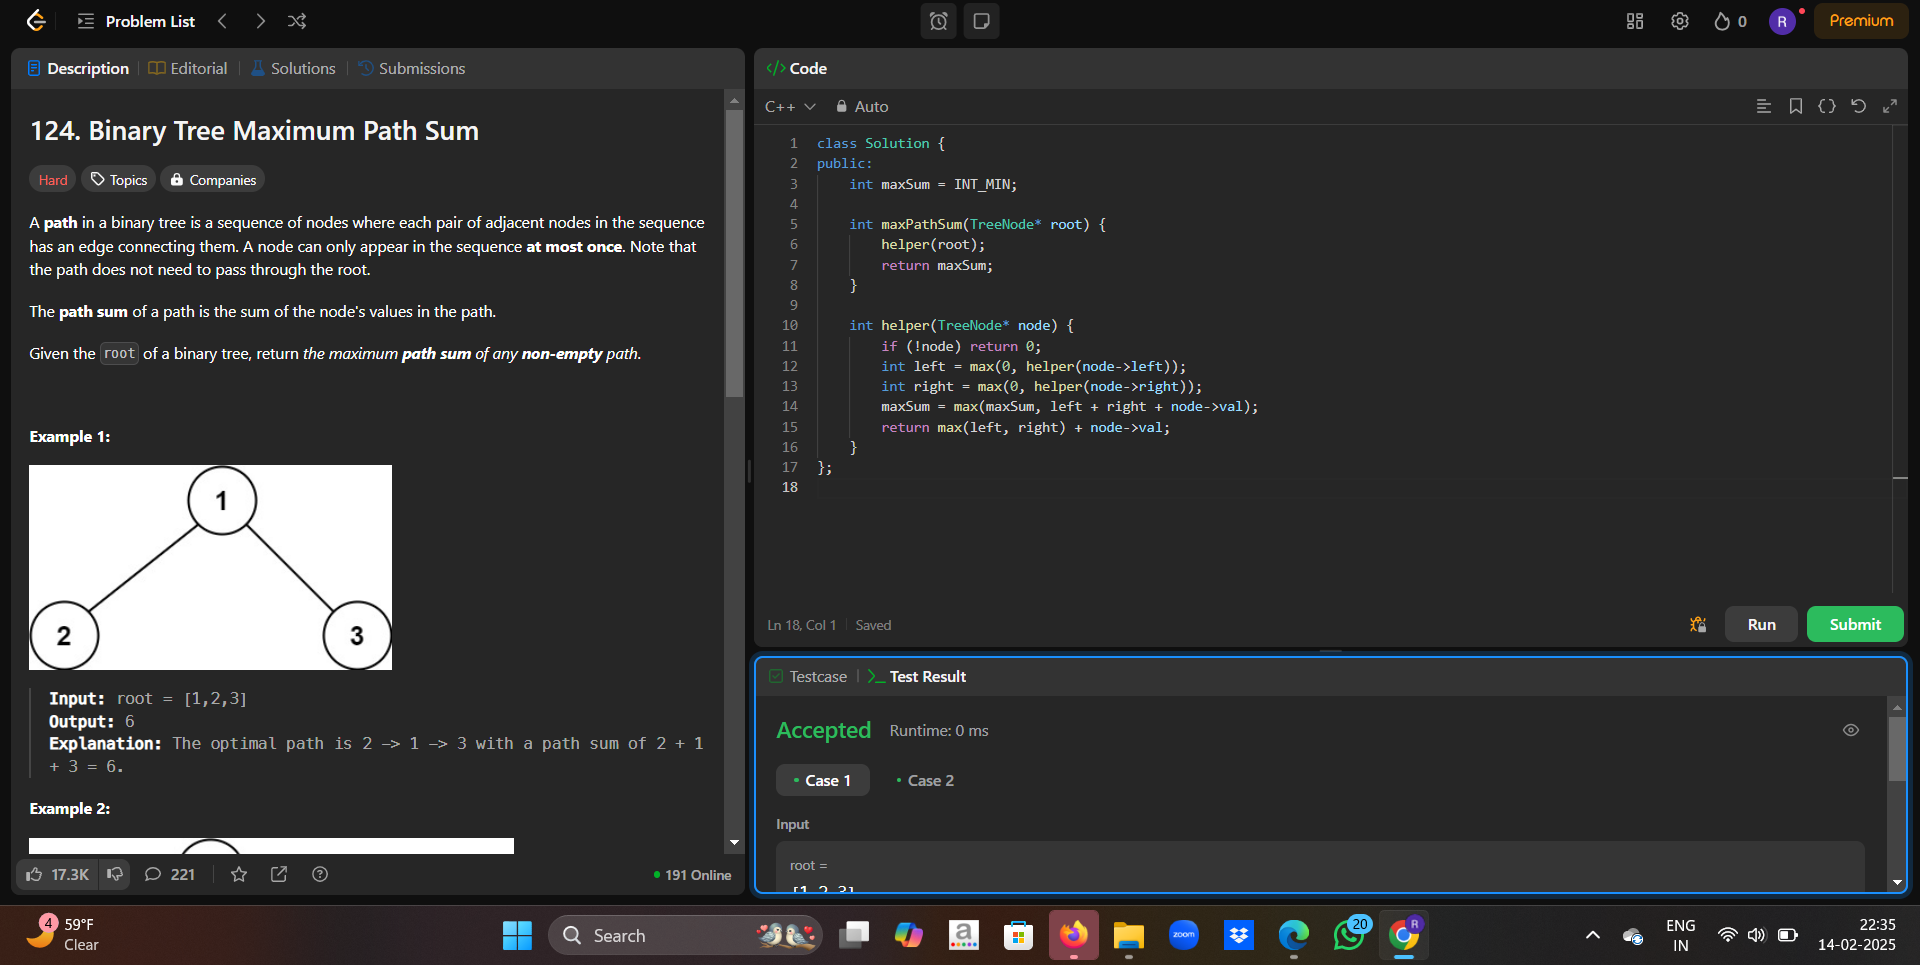 Problem List
0
R
Premium
Description
Editorial
Solutions
Submissions
124. Binary Tree Maximum Path Sum
Hard
Topics
Companies
A path in a binary tree is a sequence of nodes where each pair of adjacent nodes in the sequence
has an edge connecting them. A node can only appear in the sequence at most once. Note that
the path does not need to pass through the root.
The path sum of a path is the sum of the node's values in the path.
Given the root of a binary tree, return the maximum path sum of any non-empty path.
Example 1:
1
2
3
Input: root = [1,2,3]
Output: 6
Explanation: The optimal path is 2 -> 1 -> 3 with a path sum of 2 + 1
+ 3 = 6.
Example 2:
17.3K
221
191 Online
</> Code
C++
Auto
1 class Solution {
2 public:
3 int maxSum = INT_MIN;
4
5 int maxPathSum(TreeNode* root) {
6 helper(root);
7 return maxSum;
8 }
9
10 int helper(TreeNode* node) {
11 if (!node) return 0;
12 int left = max(0, helper(node->left));
13 int right = max(0, helper(node->right));
14 maxSum = max(maxSum, left + right + node->val);
15 return max(left, right) + node->val;
16 }
17 };
18
Ln 18, Col 1
Saved
Run
Submit
Testcase
Test Result
Accepted
Runtime: 0 ms
Case 1
Case 2
Input
root =
[1,2,3]
4
59°F
Clear
Search
a
zoom
20
R
ENG
IN
22:35
14-02-2025